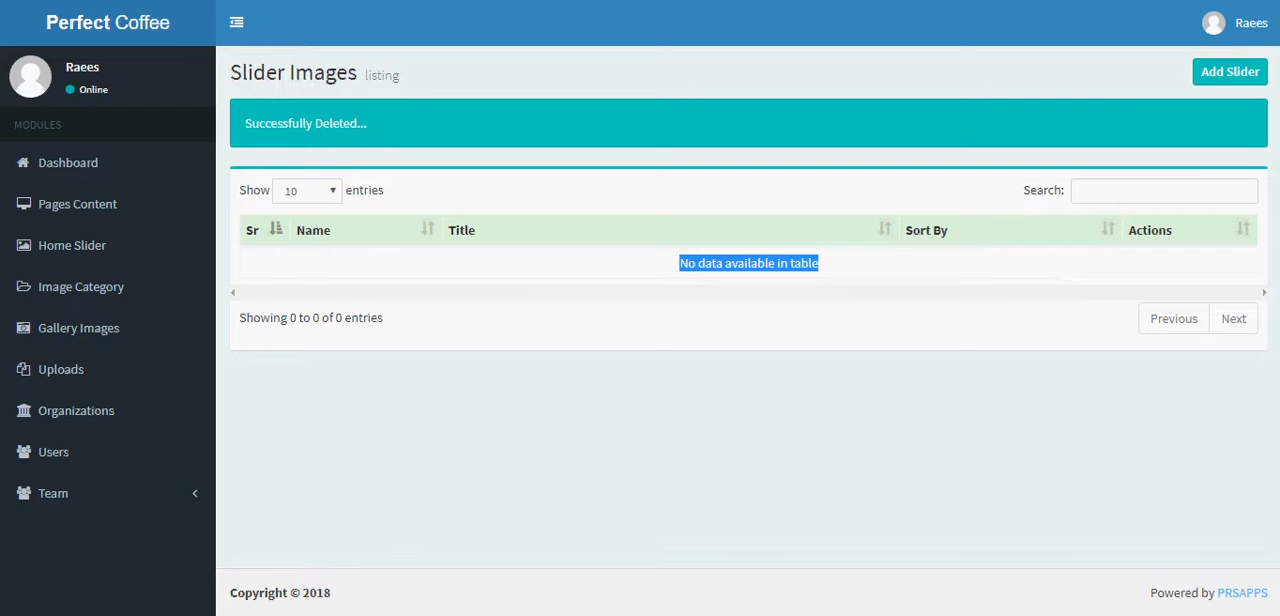 Perfect Coffee
Raees
Raees
Online
MODULES
Dashboard
Pages Content
Home Slider
Image Category
Gallery Images
Uploads
Organizations
Users
Team
Slider Images listing
Add Slider
Successfully Deleted...
Show 10 entries
Search:
Sr Name Title Sort By Actions
No data available in table
Showing 0 to 0 of 0 entries
Previous Next
Copyright © 2018
Powered by PRSAPPS